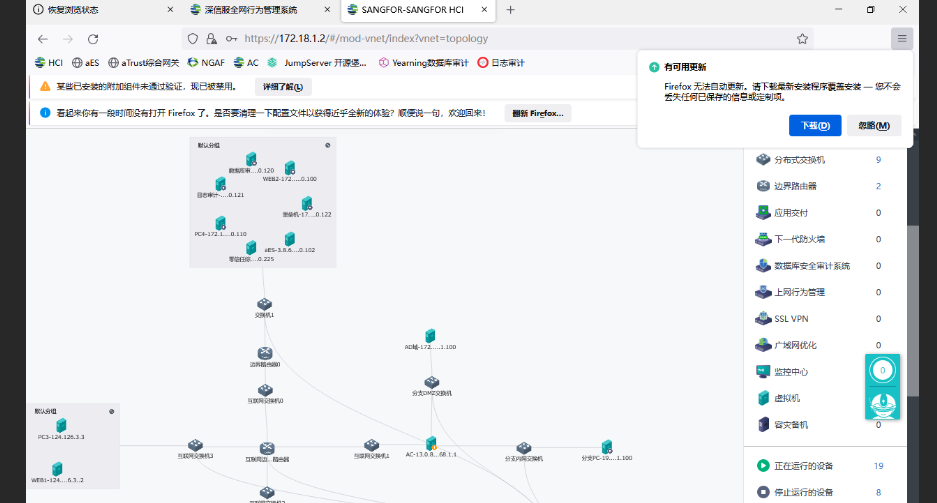 恢复浏览状态
深信服全网行为管理系统
SANGFOR-SANGFOR HCI
https://172.18.1.2/#/mod-vnet/index?vnet=topology
HCI
aES
aTrust综合网关
NGAF
AC
JumpServer 开源堡...
Yearning数据库审计
日志审计
某些已安装的附加组件未通过验证，现已被禁用。
详细了解(L)
看起来你有一段时间没有打开 Firefox 了。是否要清理一下配置文件以获得近乎全新的体验？顺便说一句，欢迎回来！
翻新 Firefox...
有可用更新
Firefox 无法自动更新。请下载最新安装程序覆盖安装 — 您不会
丢失任何已保存的信息或定制项。
下载(D)
忽略(M)
默认分组
数据库审....0.120
WEB2-172.....0.100
日志审计-....0.121
堡垒机-17....0.122
PC4-172.1....0.110
aES-3.8.6....0.102
零信任综....0.225
交换机1
边界路由器0
互联网交换机0
AD域-172.....1.100
分支DMZ交换机
默认分组
PC3-124.126.3.3
WEB1-124....6.3..2
互联网交换机3
互联网交换机1
AC-13.0.8...68.1.1
分支内网交换机
分支PC-19....1.100
分布式交换机 9
边界路由器 2
应用交付 0
下一代防火墙 0
数据库安全审计系统 0
上网行为管理 0
SSL VPN 0
广域网优化 0
监控中心
虚拟机
容灾备机 0
0
正在运行的设备 19
停止运行的设备 8